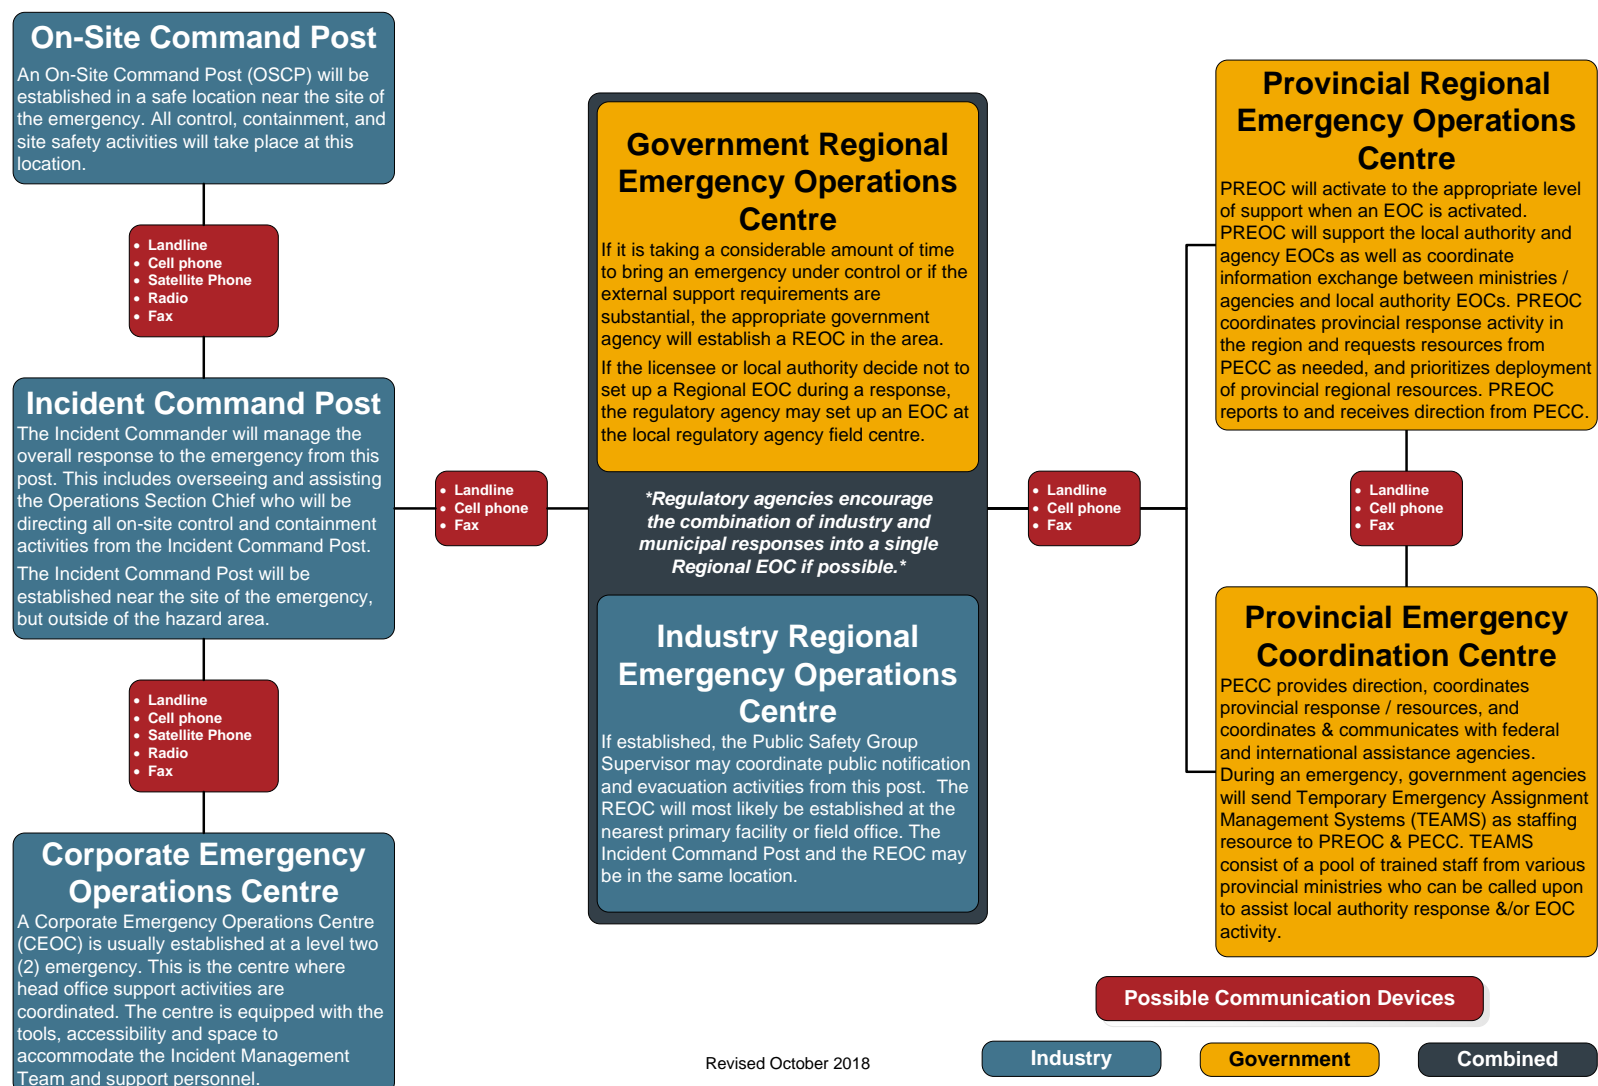 On-Site Command Post
An On-Site Command Post (OSCP) will be
established in a safe location near the site of
the emergency. All control, containment, and
site safety activities will take place at this
location.
• Landline
• Cell phone
• Satellite Phone
• Radio
• Fax
Incident Command Post
The Incident Commander will manage the
overall response to the emergency from this
post. This includes overseeing and assisting
the Operations Section Chief who will be
directing all on-site control and containment
activities from the Incident Command Post.
The Incident Command Post will be
established near the site of the emergency,
but outside of the hazard area.
• Landline
• Cell phone
• Satellite Phone
• Radio
• Fax
Corporate Emergency
Operations Centre
A Corporate Emergency Operations Centre
(CEOC) is usually established at a level two
(2) emergency. This is the centre where
head office support activities are
coordinated. The centre is equipped with the
tools, accessibility and space to
accommodate the Incident Management
Team and support personnel.
• Landline
• Cell phone
• Fax
Government Regional
Emergency Operations
Centre
If it is taking a considerable amount of time
to bring an emergency under control or if the
external support requirements are
substantial, the appropriate government
agency will establish a REOC in the area.
If the licensee or local authority decide not to
set up a Regional EOC during a response,
the regulatory agency may set up an EOC at
the local regulatory agency field centre.
*Regulatory agencies encourage
the combination of industry and
municipal responses into a single
Regional EOC if possible.*
Industry Regional
Emergency Operations
Centre
If established, the Public Safety Group
Supervisor may coordinate public notification
and evacuation activities from this post.  The
REOC will most likely be established at the
nearest primary facility or field office. The
Incident Command Post and the REOC may
be in the same location.
• Landline
• Cell phone
• Fax
Provincial Regional
Emergency Operations
Centre
PREOC will activate to the appropriate level
of support when an EOC is activated.
PREOC will support the local authority and
agency EOCs as well as coordinate
information exchange between ministries /
agencies and local authority EOCs. PREOC
coordinates provincial response activity in
the region and requests resources from
PECC as needed, and prioritizes deployment
of provincial regional resources. PREOC
reports to and receives direction from PECC.
• Landline
• Cell phone
• Fax
Provincial Emergency
Coordination Centre
PECC provides direction, coordinates
provincial response / resources, and
coordinates & communicates with federal
and international assistance agencies.
During an emergency, government agencies
will send Temporary Emergency Assignment
Management Systems (TEAMS) as staffing
resource to PREOC & PECC. TEAMS
consist of a pool of trained staff from various
provincial ministries who can be called upon
to assist local authority response &/or EOC
activity.
Possible Communication Devices
Revised October 2018
Industry
Government
Combined